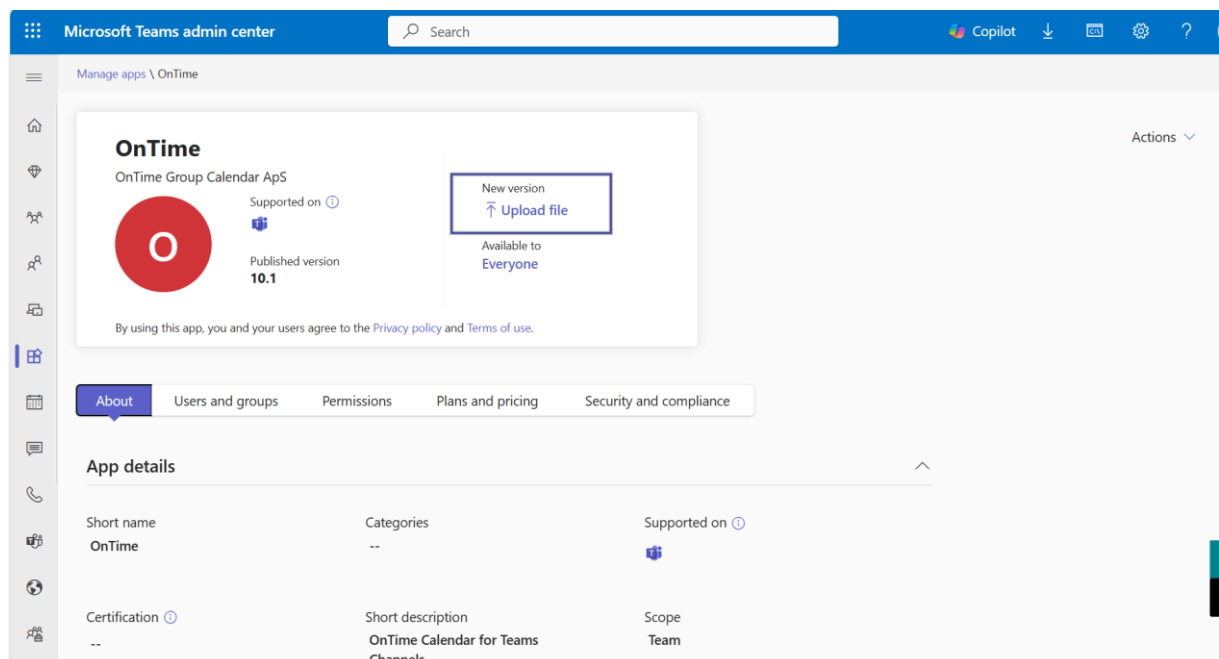 Microsoft Teams admin center
Search
Copilot
?
Manage apps \ OnTime
Actions
OnTime
OnTime Group Calendar ApS
O
Supported on
Published version
10.1
New version
Upload file
Available to
Everyone
By using this app, you and your users agree to the Privacy policy and Terms of use.
About Users and groups Permissions Plans and pricing Security and compliance
App details
Short name Categories Supported on
OnTime --
Certification Short description Scope
-- OnTime Calendar for Teams Team
Channels